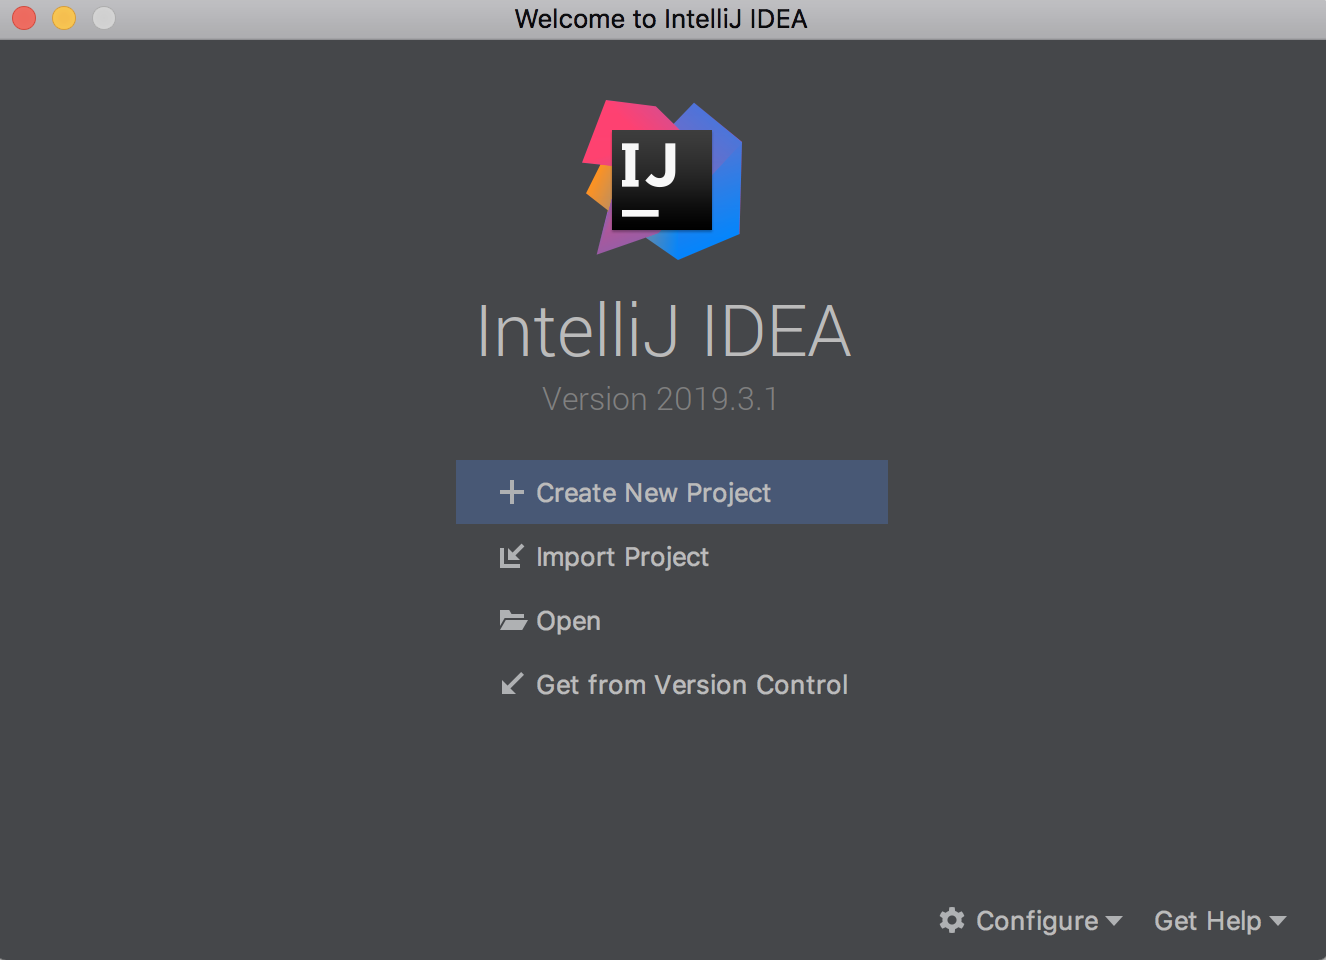 Welcome to IntelliJ IDEA
IJ
IntelliJ IDEA
Version 2019.3.1
Create New Project
Import Project
Open
Get from Version Control
Configure
Get Help